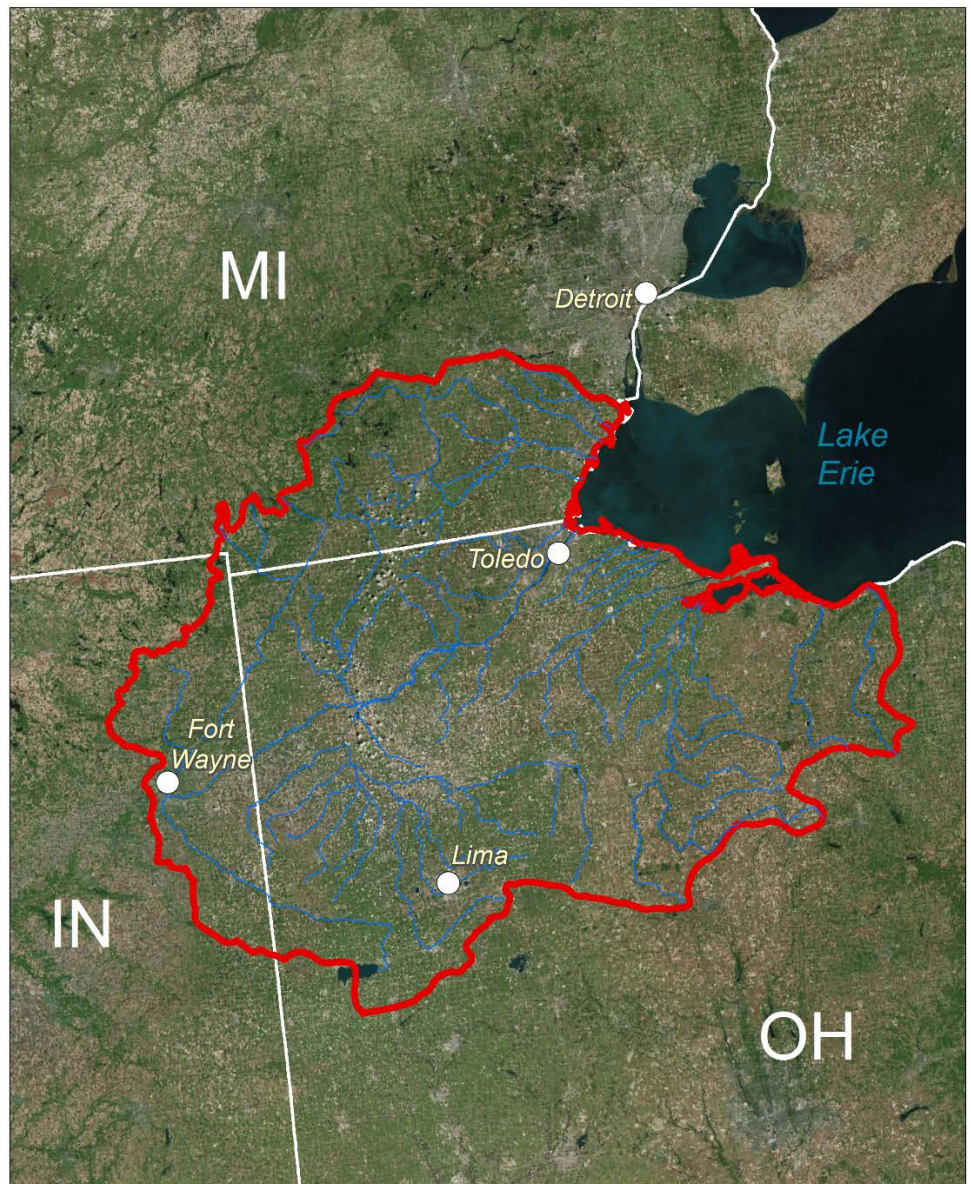 MI
Detroit
Lake
Erie
Toledo
Fort
Wayne
Lima
IN
OH